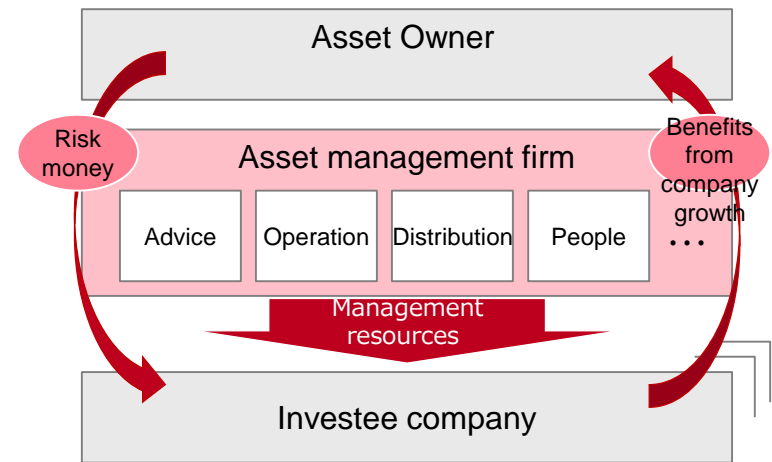 Asset Owner
Risk
money
Asset management firm
Benefits
from
company
growth
Advice
Operation
Distribution
People
...
Management
resources
Investee company